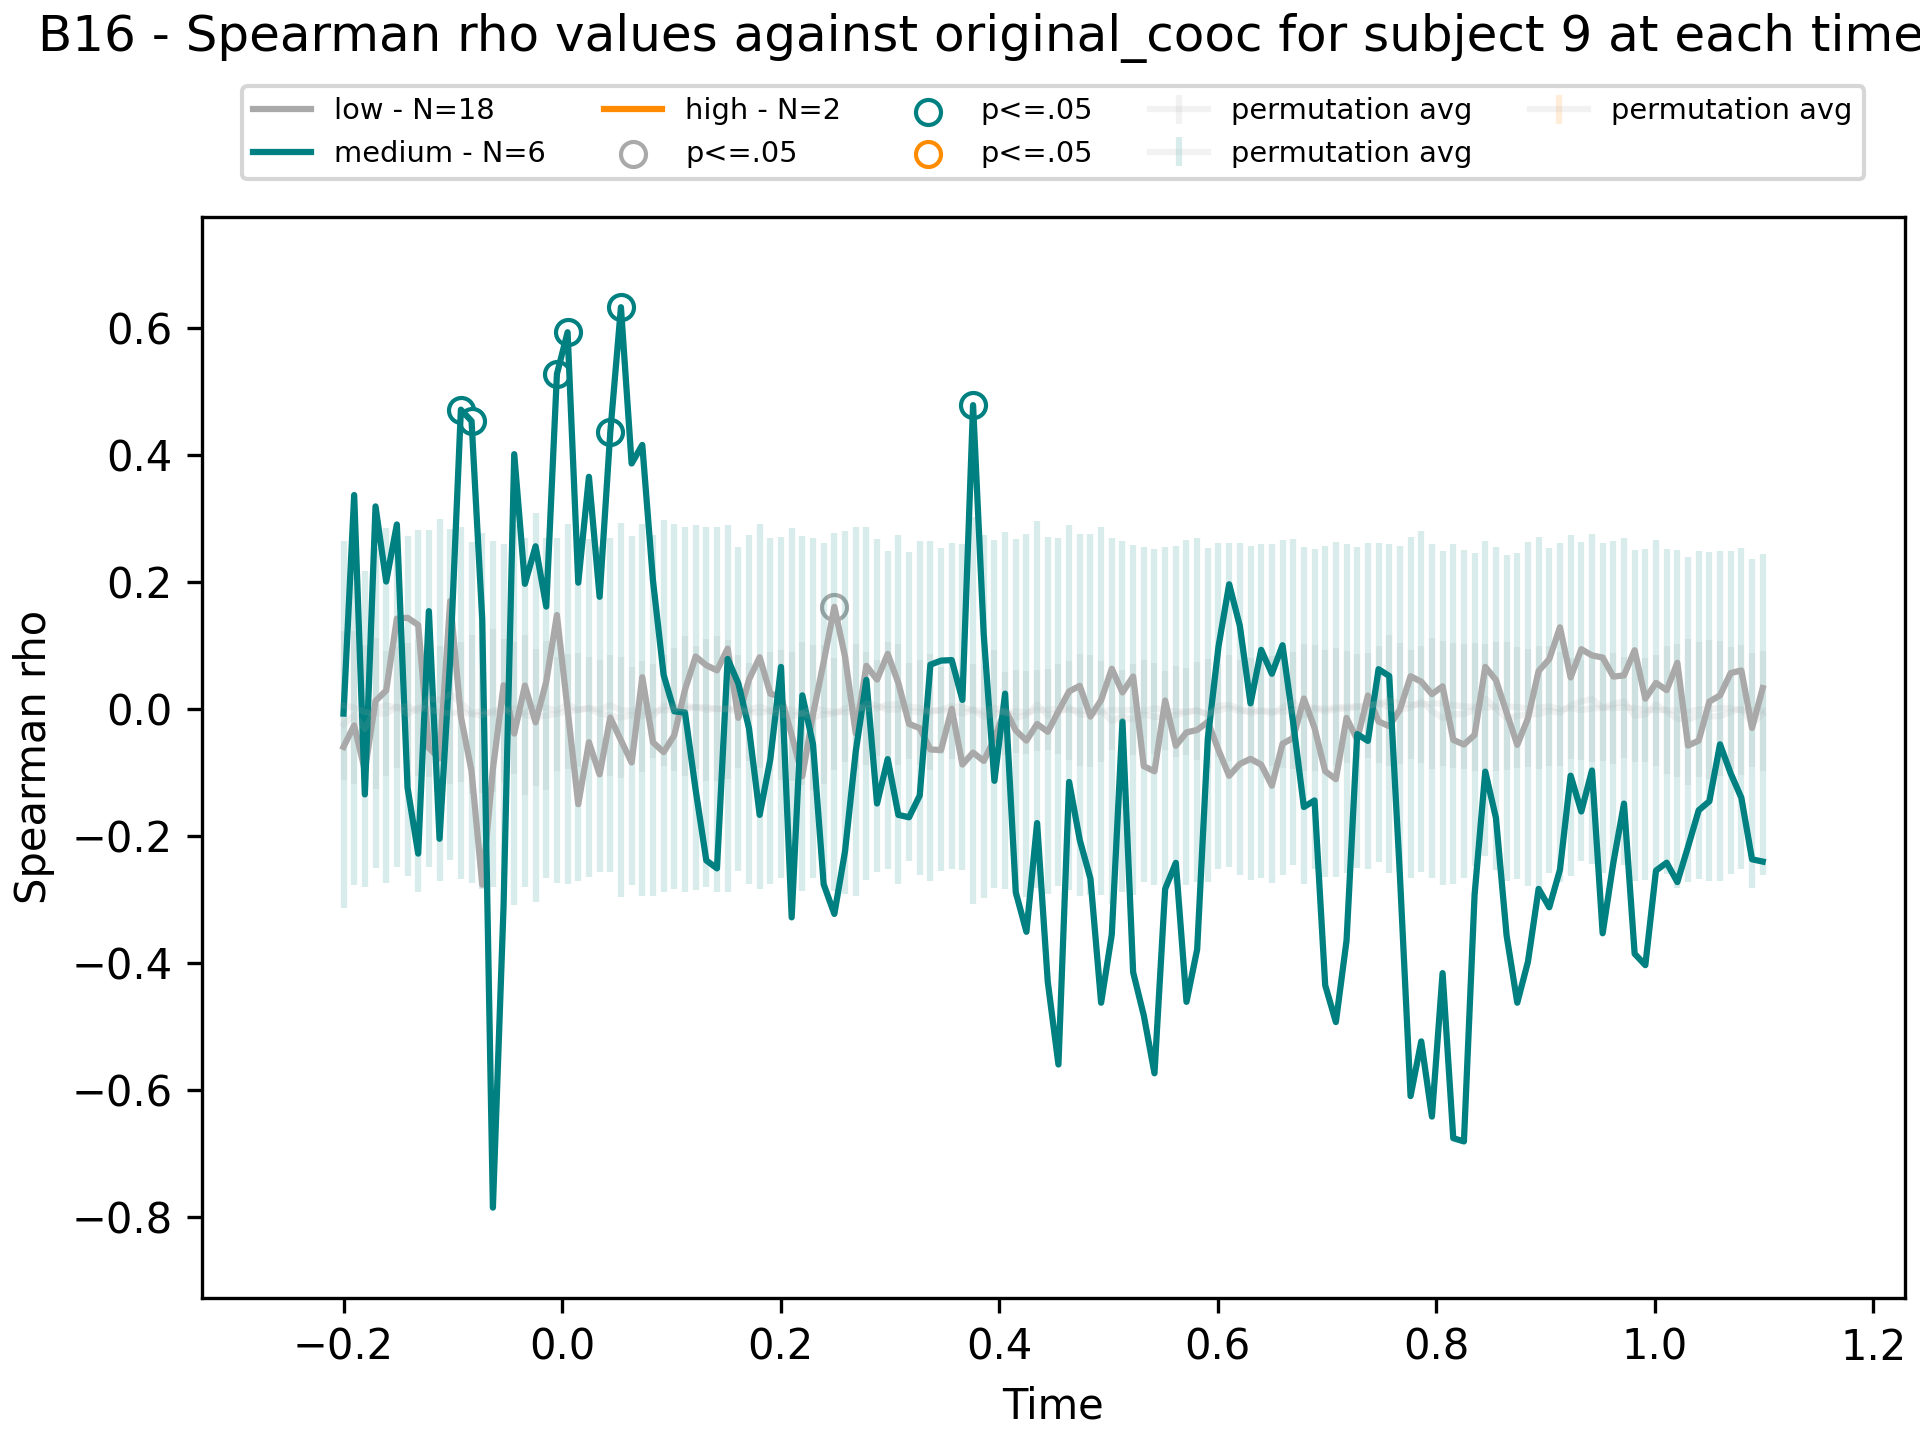 B16 - Spearman rho values against original_cooc for subject 9 at each time
low - N=18
medium - N=6
high - N=2
p<=.05
p<=.05
p<=.05
permutation avg
permutation avg
permutation avg
Spearman rho
0.6
0.4
0.2
0.0
−0.2
−0.4
−0.6
−0.8
−0.2 0.0 0.2 0.4 0.6 0.8 1.0 1.2
Time